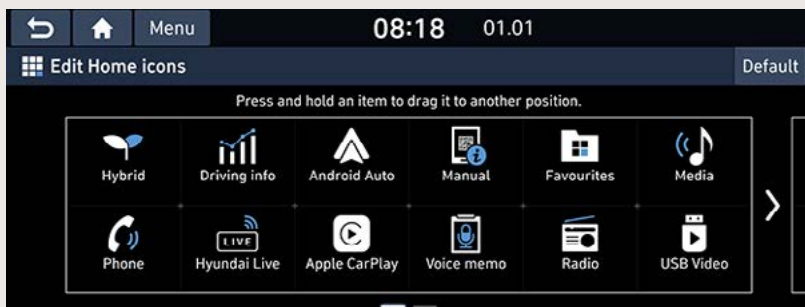 Menu 08:18 01.01
Edit Home icons Default
Press and hold an item to drag it to another position.
Hybrid Driving info Android Auto Manual Favourites Media
LIVE
Phone Hyundai Live Apple CarPlay Voice memo Radio USB Video